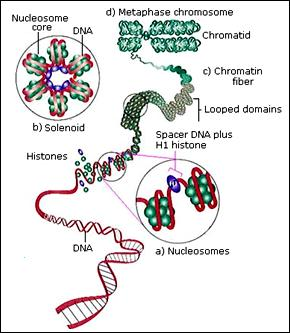 d) Metaphase chromosome
Nucleosome
core
DNA
Chromatid
c) Chromatin
fiber
Looped domains
b) Solenoid
Spacer DNA plus
H1 histone
Histones
DNA
a) Nucleosomes